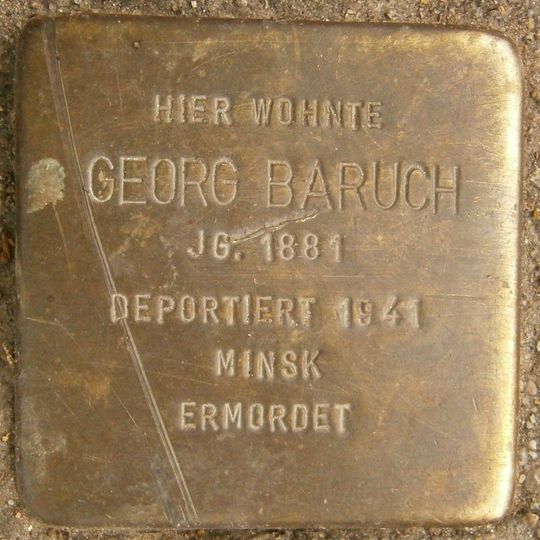 HIER WOHNTE
GEORG BARUCH
JG. 1881
DEPORTIERT 1941
MINSK
ERMORDET